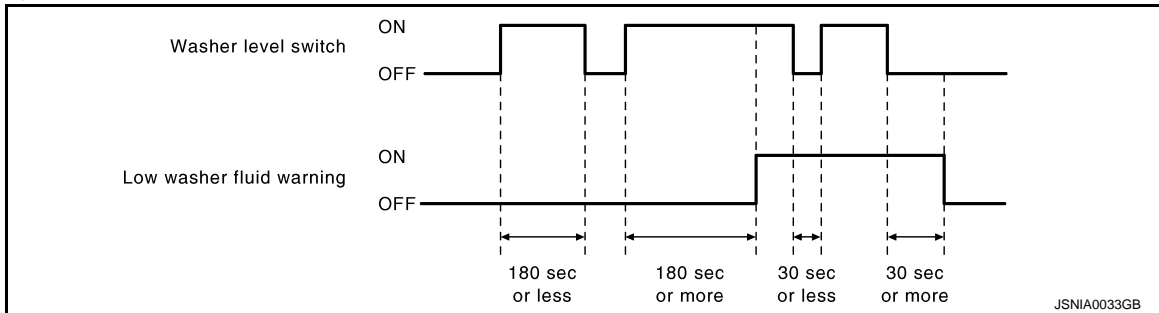 ON
Washer level switch
OFF
ON
Low washer fluid warning
OFF
180 sec
or less
180 sec
or more
30 sec
or less
30 sec
or more
JSNIA0033GB